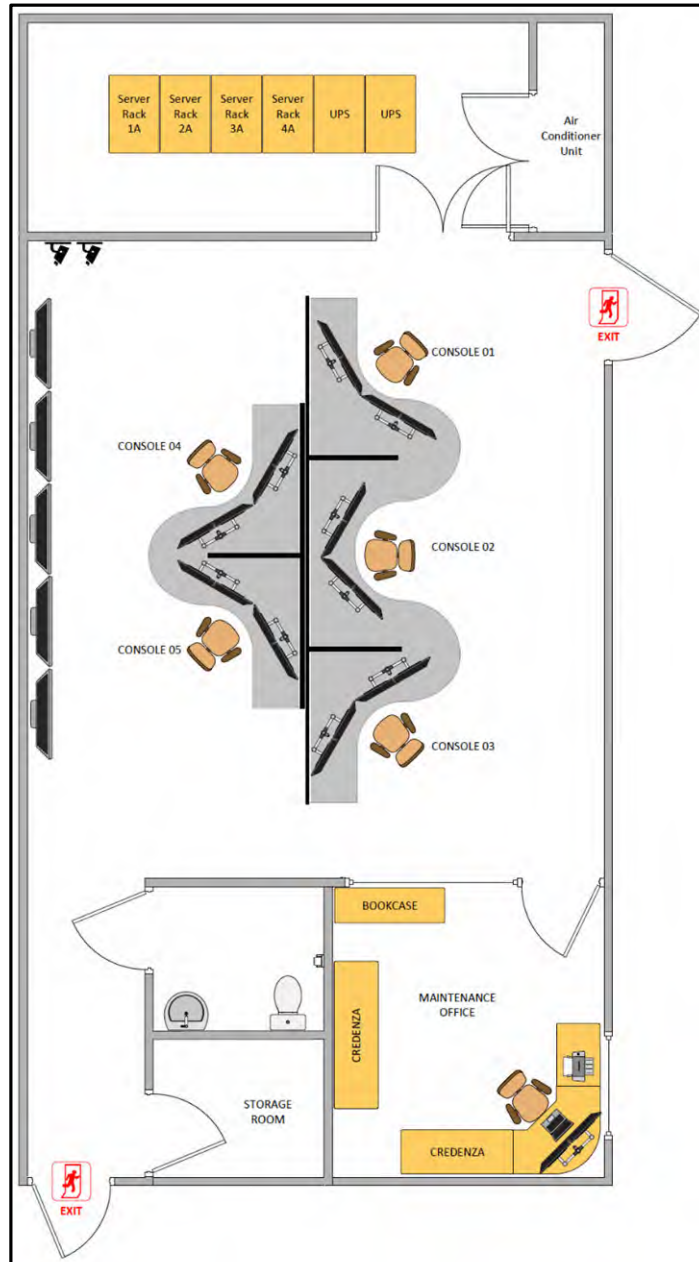 Server
Rack
1A
Server
Rack
2A
Server
Rack
3A
Server
Rack
4A
UPS
UPS
Air
Conditioner
Unit
EXIT
CONSOLE 01
CONSOLE 04
CONSOLE 02
CONSOLE 05
CONSOLE 03
BOOKCASE
MAINTENANCE
OFFICE
CREDENZA
STORAGE
ROOM
CREDENZA
EXIT